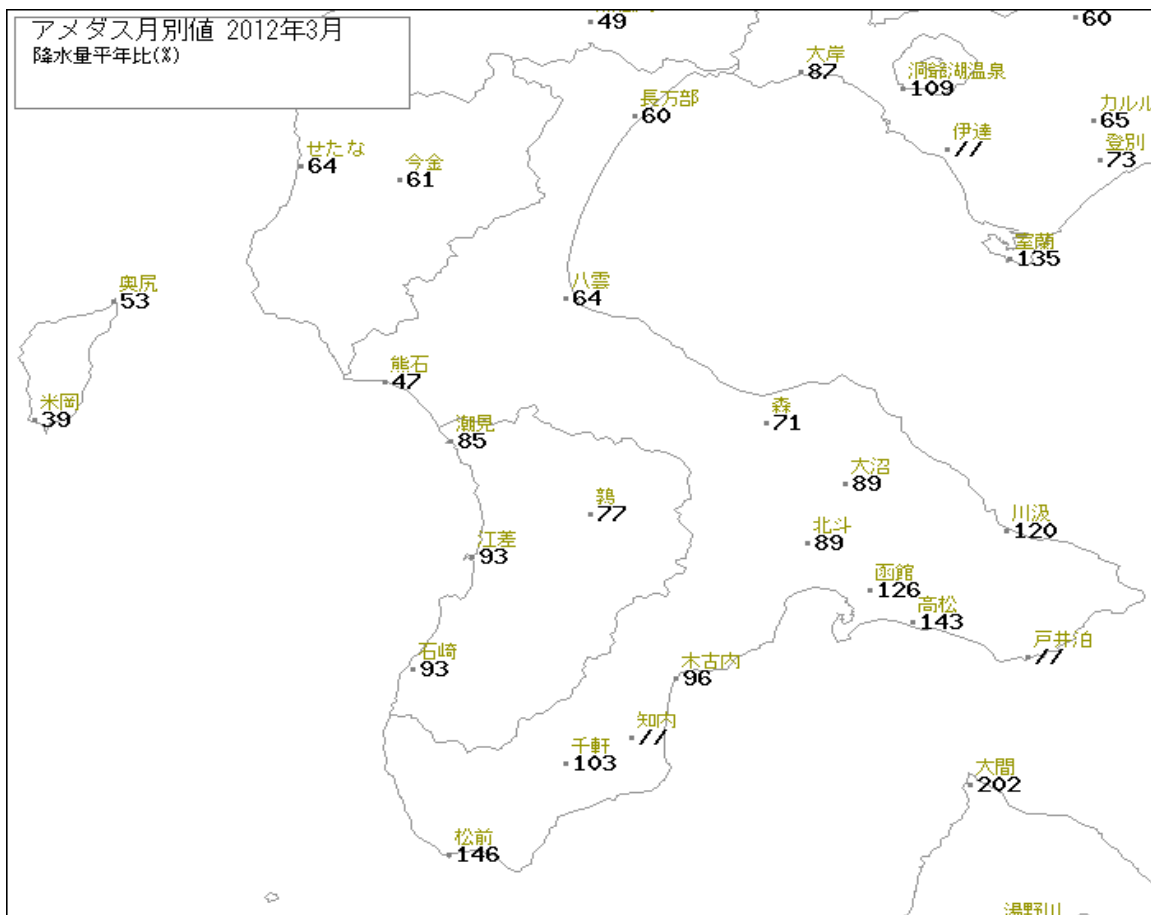 アメダス月別値 2012年3月
降水量平年比(%)
49
60
大岸
87
洞爺湖温泉
109
長万部
60
カルル
65
伊達
//
登別
73
せたな
64
今金
61
室蘭
135
奥尻
53
八雲
64
熊石
47
米岡
39
潮見
85
森
71
大沼
89
鶉
77
川汲
120
北斗
89
江差
93
函館
126
高松
143
戸井泊
//
石崎
93
木古内
96
知内
//
千軒
103
大間
202
松前
146
湯野川